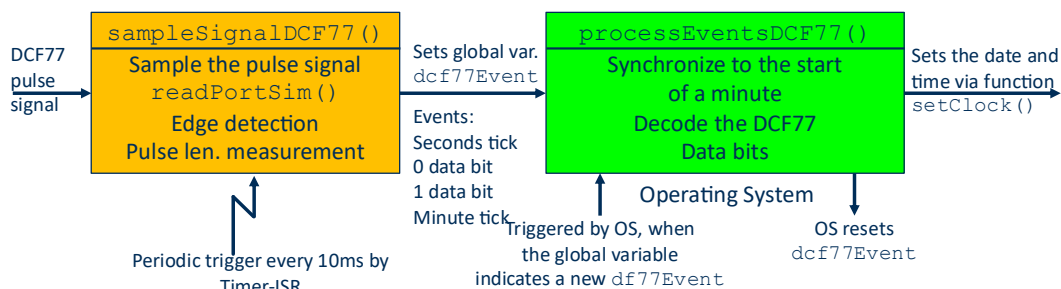 DCF77
pulse
signal
sampleSignalDCF77()
Sample the pulse signal
readPortSim()
Edge detection
Pulse len. measurement
Periodic trigger every 10ms by
Timer-ISR
Sets global var.
dcf77Event
Events:
Seconds tick
0 data bit
1 data bit
Minute tick
processEventsDCF77()
Synchronize to the start
of a minute
Decode the DCF77
Data bits
Operating System
Triggered by OS, when
the global variable
indicates a new df77Event
OS resets
dcf77Event
Sets the date and
time via function
setClock()